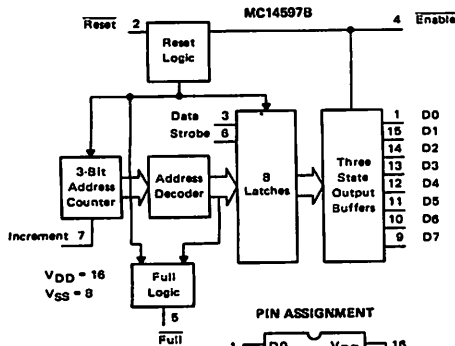 MC14597B
Reset 2
4 Enable
Reset
Logic
Data 3
Strobe 6
3-Bit
Address
Counter
Address
Decoder
8
Latches
Three
State
Output
Buffers
1 D0
15 D1
14 D2
13 D3
12 D4
11 D5
10 D6
9 D7
Increment 7
VDD = 16
VSS = 8
Full
Logic
5
Full
PIN ASSIGNMENT
1 D0 VDD 16